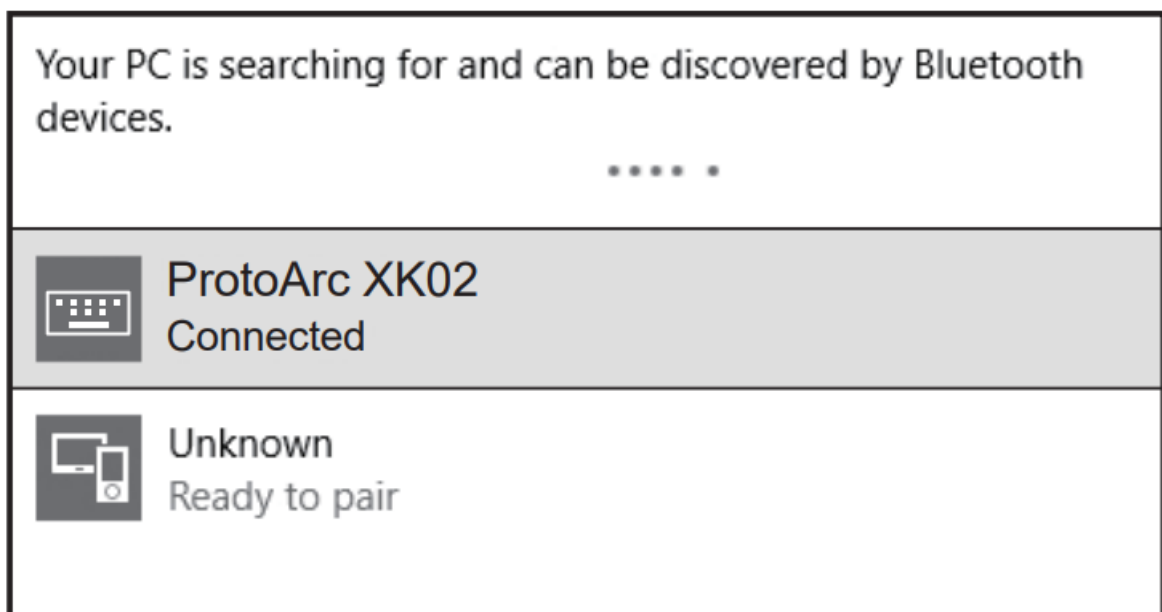 Your PC is searching for and can be discovered by Bluetooth
devices.
ProtoArc XK02
Connected
Unknown
Ready to pair